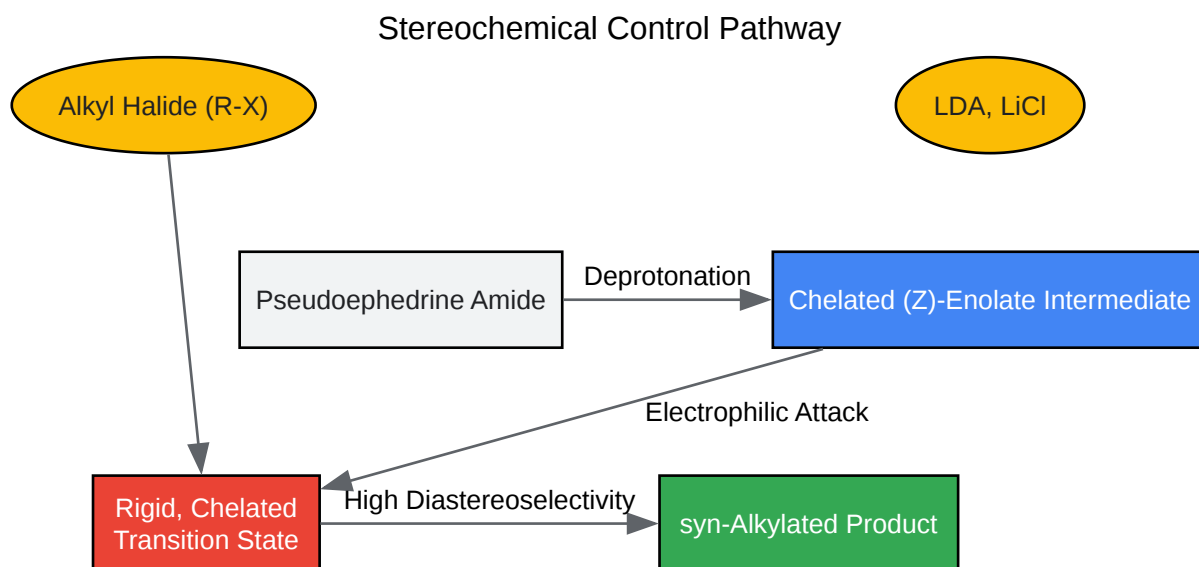 Stereochemical Control Pathway
Alkyl Halide (R-X)
LDA, LiCl
Pseudoephedrine Amide
Deprotonation
Chelated (Z)-Enolate Intermediate
Electrophilic Attack
Rigid, Chelated
Transition State
High Diastereoselectivity
syn-Alkylated Product